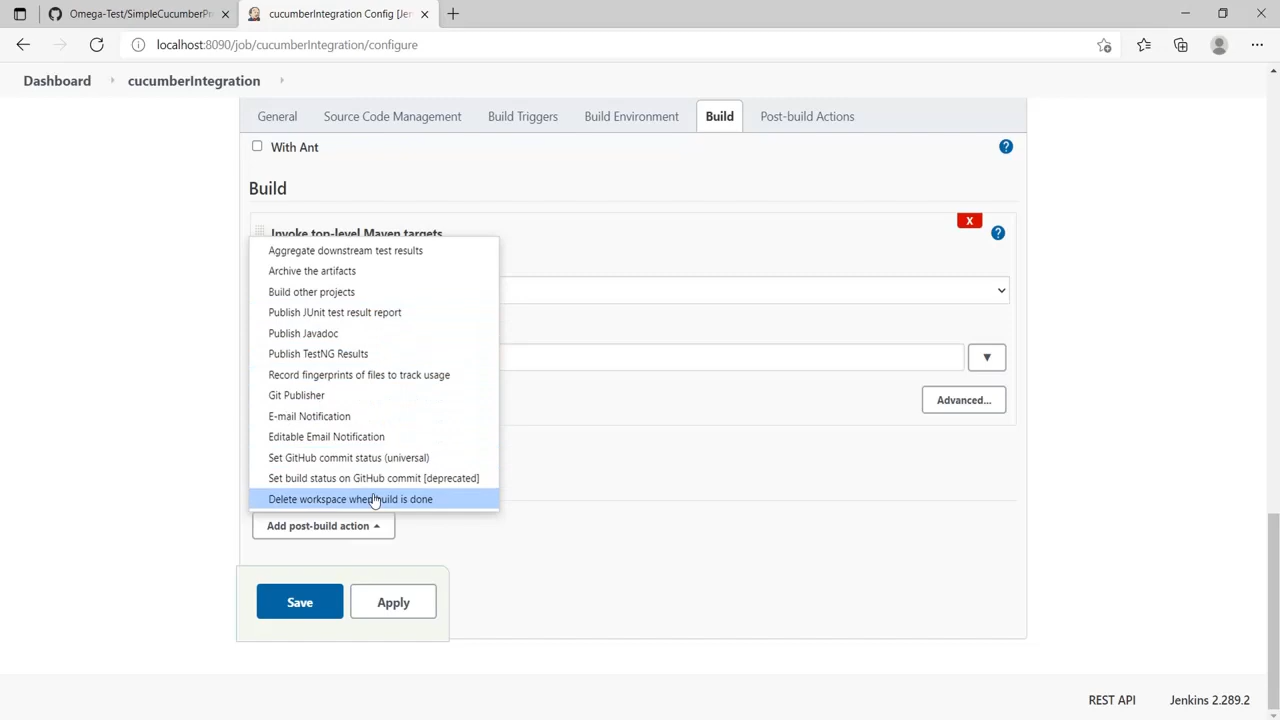 Omega-Test/SimpleCucumberPr
cucumberIntegration Config [Jen
localhost:8090/job/cucumberIntegration/configure
Dashboard
cucumberIntegration
General
Source Code Management
Build Triggers
Build Environment
Build
Post-build Actions
With Ant
Build
X
Invoke top-level Maven targets
Aggregate downstream test results
Archive the artifacts
Build other projects
Publish JUnit test result report
Publish Javadoc
Publish TestNG Results
Record fingerprints of files to track usage
Git Publisher
Advanced...
E-mail Notification
Editable Email Notification
Set GitHub commit status (universal)
Set build status on GitHub commit [deprecated]
Delete workspace when build is done
Add post-build action
Save
Apply
REST API
Jenkins 2.289.2